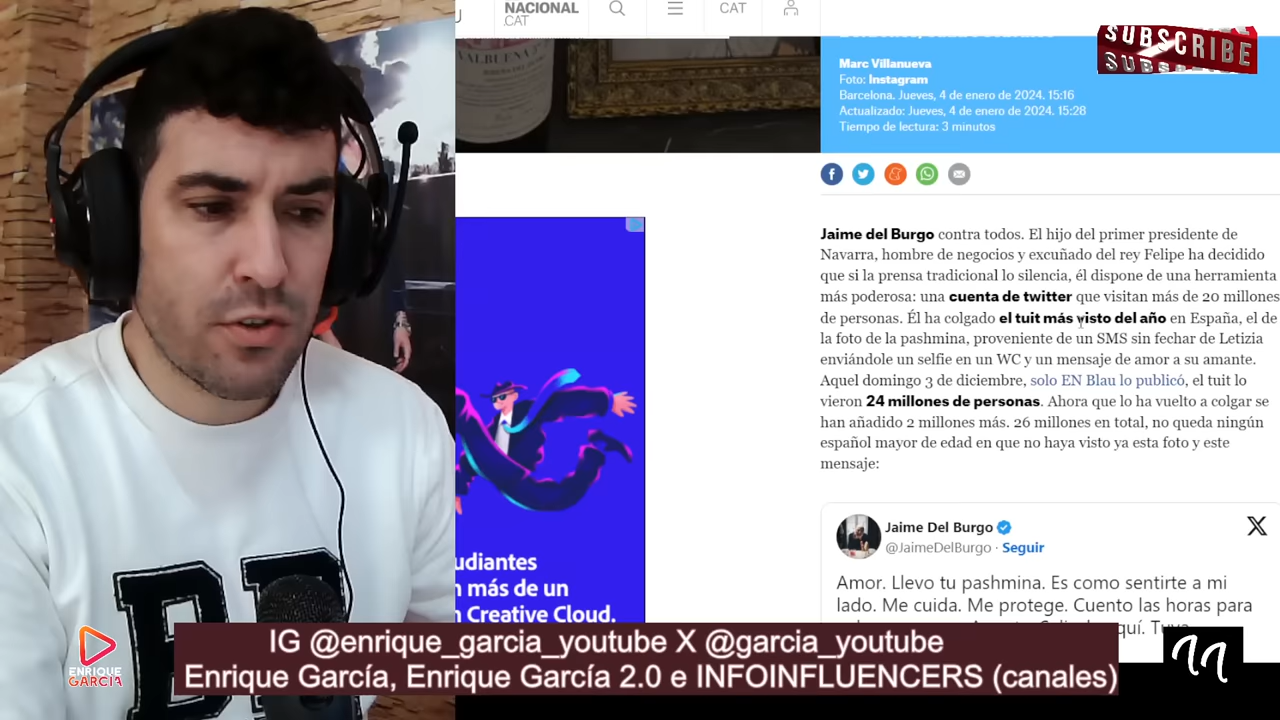 NACIONAL
.CAT
CAT
SUBSCRIBE
Marc Villanueva
Foto: Instagram
Barcelona. Jueves, 4 de enero de 2024. 15:16
Actualizado: Jueves, 4 de enero de 2024. 15:28
Tiempo de lectura: 3 minutos
VALBUENA 5º
Jaime del Burgo contra todos. El hijo del primer presidente de
Navarra, hombre de negocios y excuñado del rey Felipe ha decidido
que si la prensa tradicional lo silencia, él dispone de una herramienta
más poderosa: una cuenta de twitter que visitan más de 20 millones
de personas. Él ha colgado el tuit más visto del año en España, el de
la foto de la pashmina, proveniente de un SMS sin fechar de Letizia
enviándole un selfie en un WC y un mensaje de amor a su amante.
Aquel domingo 3 de diciembre, solo EN Blau lo publicó, el tuit lo
vieron 24 millones de personas. Ahora que lo ha vuelto a colgar se
han añadido 2 millones más. 26 millones en total, no queda ningún
español mayor de edad en que no haya visto ya esta foto y este
mensaje:
udiantes
n más de un
n Creative Cloud.
Jaime Del Burgo
@JaimeDelBurgo · Seguir
Amor. Llevo tu pashmina. Es como sentirte a mi
lado. Me cuida. Me protege. Cuento las horas para
IG @enrique_garcia_youtube X @garcia_youtube
Enrique García, Enrique García 2.0 e INFOINFLUENCERS (canales)
ENRIQUE
GARCÍA